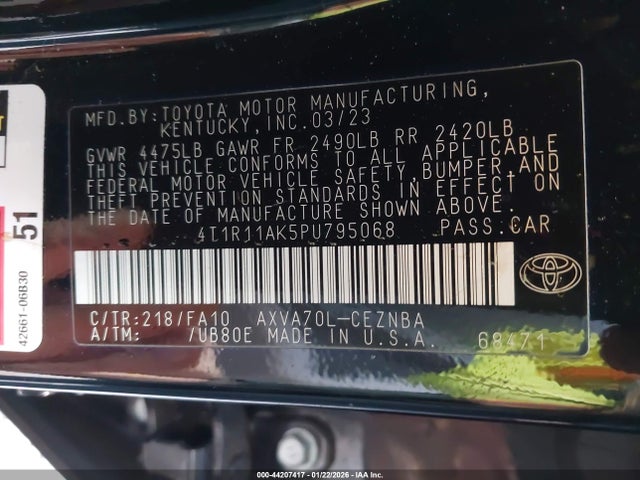 MFD.BY:TOYOTA MOTOR MANUFACTURING,
KENTUCKY,INC.03/23
GVWR 4475LB GAWR FR 2490LB RR 2420LB
THIS VEHICLE CONFORMS TO ALL APPLICABLE
FEDERAL MOTOR VEHICLE SAFETY,BUMPER,AND
THEFT PREVENTION STANDARDS IN EFFECT ON
THE DATE OF MANUFACTURE SHOWN ABOVE.
4T1R11AK5PU795068 PASS.CAR
C/TR:218/FA10 AXVA70L-CEZNBA
A/TM: /UB80E MADE IN U.S.A. 68471
51
42661-06B30
000-44207417 - 01/22/2026 - IAA Inc.